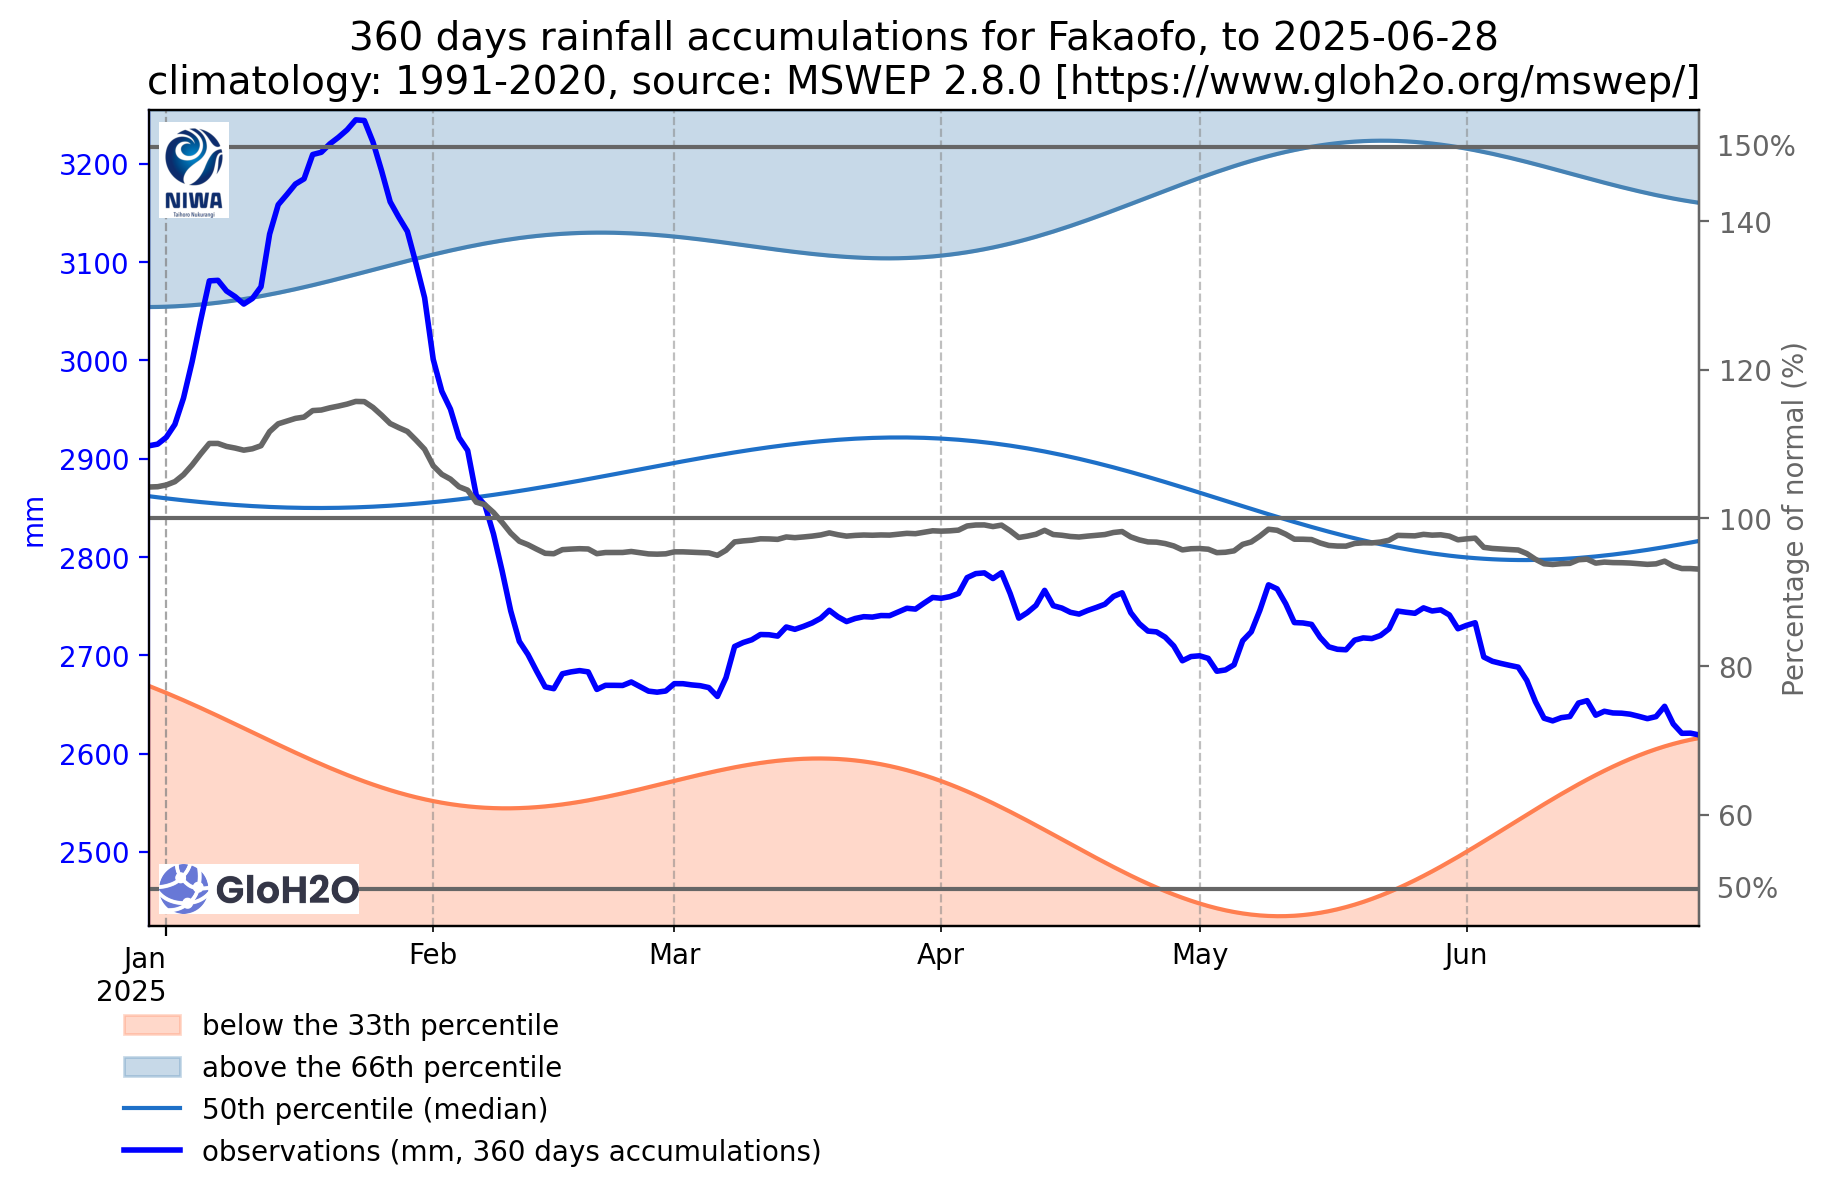 360 days rainfall accumulations for Fakaofo, to 2025-06-28
climatology: 1991-2020, source: MSWEP 2.8.0 [https://www.gloh2o.org/mswep/]
NIWA
Taihoro Nukurangi
3200
3100
3000
2900
2800
2700
2600
2500
mm
150%
140
120
100
80
60
50%
Percentage of normal (%)
GloH2O
Jan
2025
Feb
Mar
Apr
May
Jun
below the 33th percentile
above the 66th percentile
50th percentile (median)
observations (mm, 360 days accumulations)